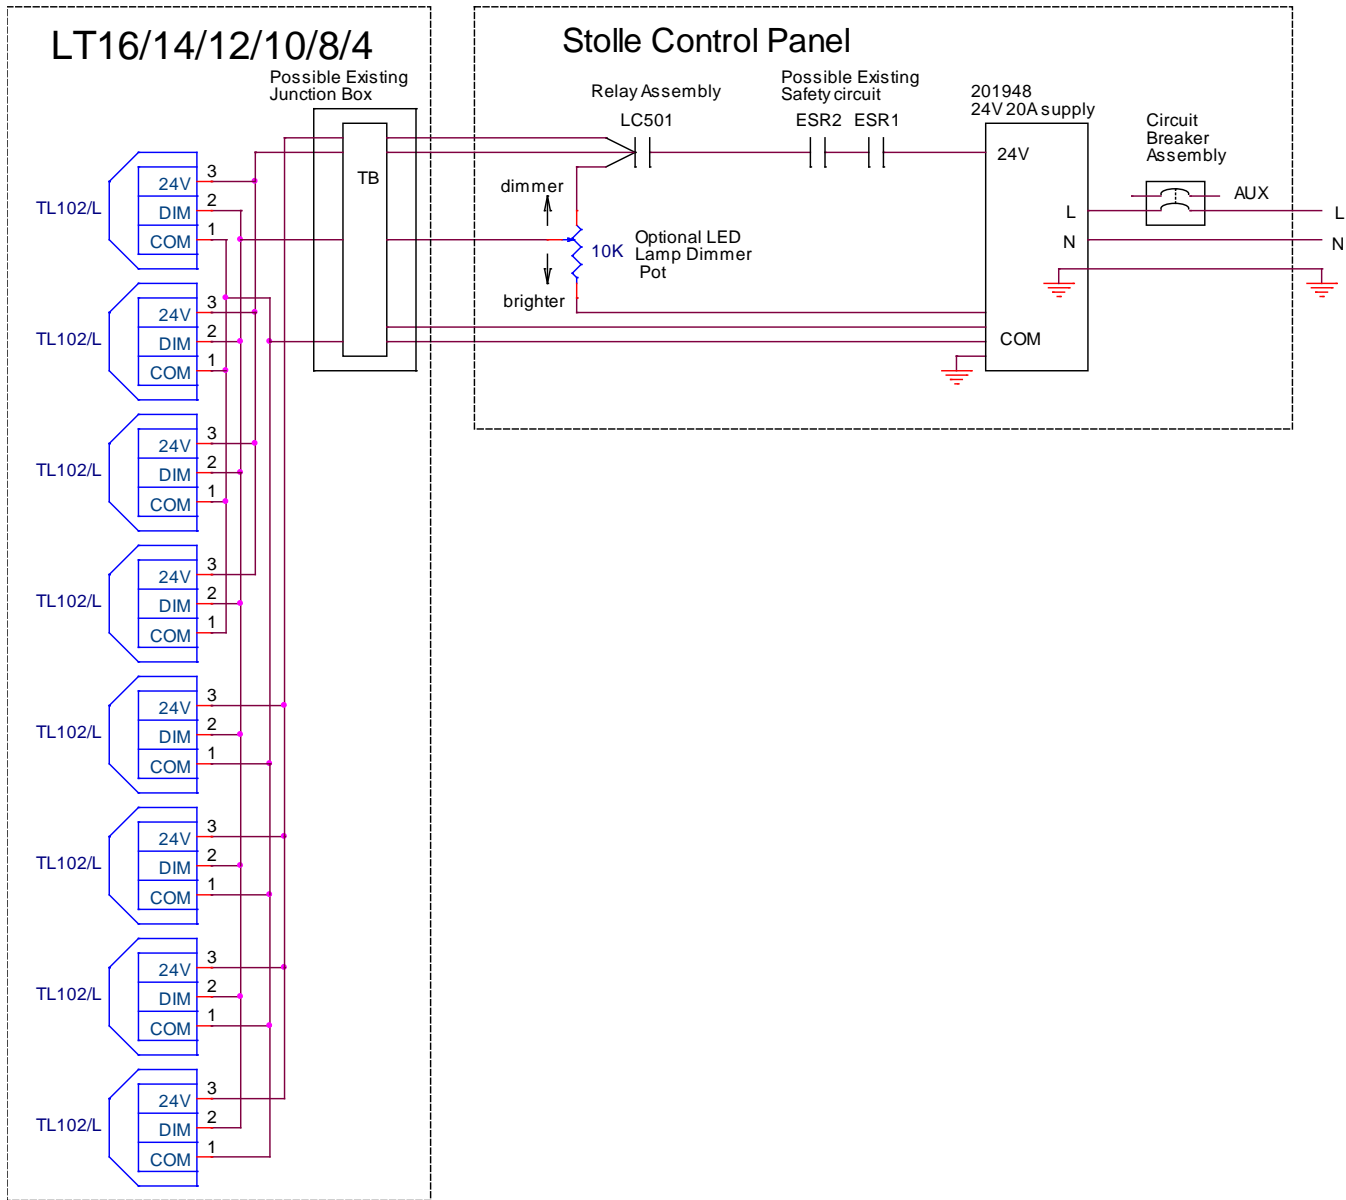 LT16/14/12/10/8/4
Possible Existing
Junction Box
TB
TL102/L
24V 3
DIM 2
COM 1
TL102/L
24V 3
DIM 2
COM 1
TL102/L
24V 3
DIM 2
COM 1
TL102/L
24V 3
DIM 2
COM 1
TL102/L
24V 3
DIM 2
COM 1
TL102/L
24V 3
DIM 2
COM 1
TL102/L
24V 3
DIM 2
COM 1
TL102/L
24V 3
DIM 2
COM 1
Stolle Control Panel
Relay Assembly
LC501
Possible Existing
Safety circuit
ESR2 ESR1
201948
24V 20A supply
24V
L
N
COM
Circuit
Breaker
Assembly
AUX
L
N
dimmer
10K
Optional LED
Lamp Dimmer
Pot
brighter